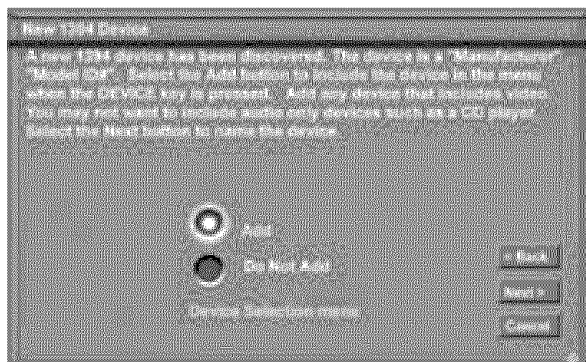 New 1394 Device
A new 1394 device has been discovered. The device is a "Manufacturer"
"Model ID#". Select the Add button to include the device in the menu
when the DEVICE key is pressed. Add any device that includes video.
You may not want to include audio only devices such as a CD player.
Select the Next button to name the device.
Add
Do Not Add
< Back
Next >
Device Selection menu
Cancel